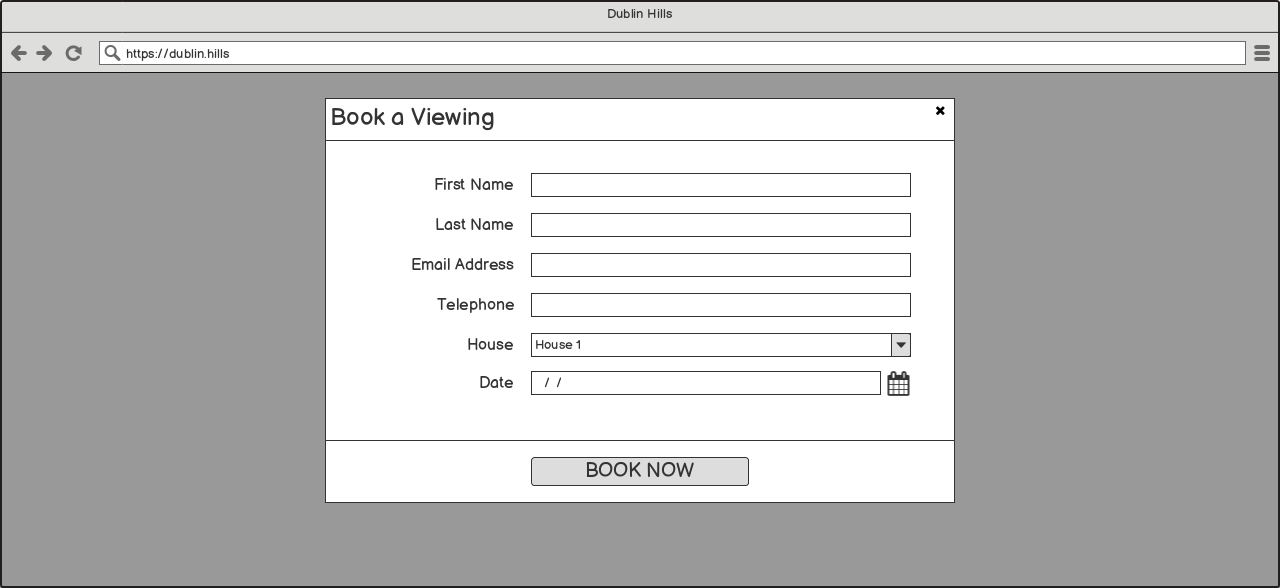 Dublin Hills
https://dublin.hills
Book a Viewing
First Name
Last Name
Email Address
Telephone
House House 1
Date / /
BOOK NOW